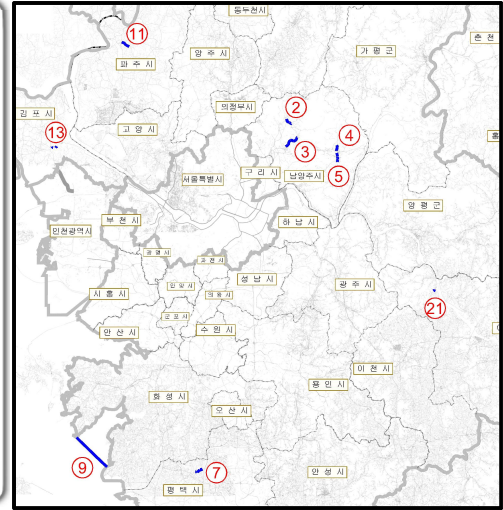 동두천시
⑪
춘 천
양 주 시
가 평 군
파 주 시
김 포 시
의정부시
②
⑬
고 양 시
④
③
서울특별시
구 리 시
남양주시
⑤
양 평 군
부 천 시
하 남 시
인천광역시
광 명 시
과 천 시
성 남 시
광 주 시
안 양 시
시 흥 시
의 왕 시
㉑
군 포 시
안 산 시
수 원 시
이 천 시
용 인 시
화 성 시
오 산 시
⑨
⑦
안 성 시
평 택 시